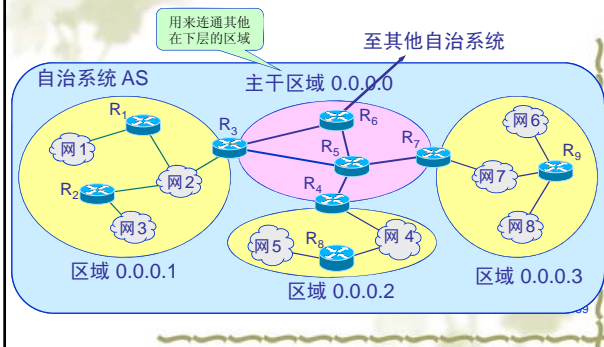 用来连通其他
在下层的区域
至其他自治系统
自治系统 AS
主干区域 0.0.0.0
R1
R3
R6
R7
网6
网1
R5
R9
R2
网2
网7
R4
网3
网5
R8
网4
网8
区域 0.0.0.1
区域 0.0.0.2
区域 0.0.0.3